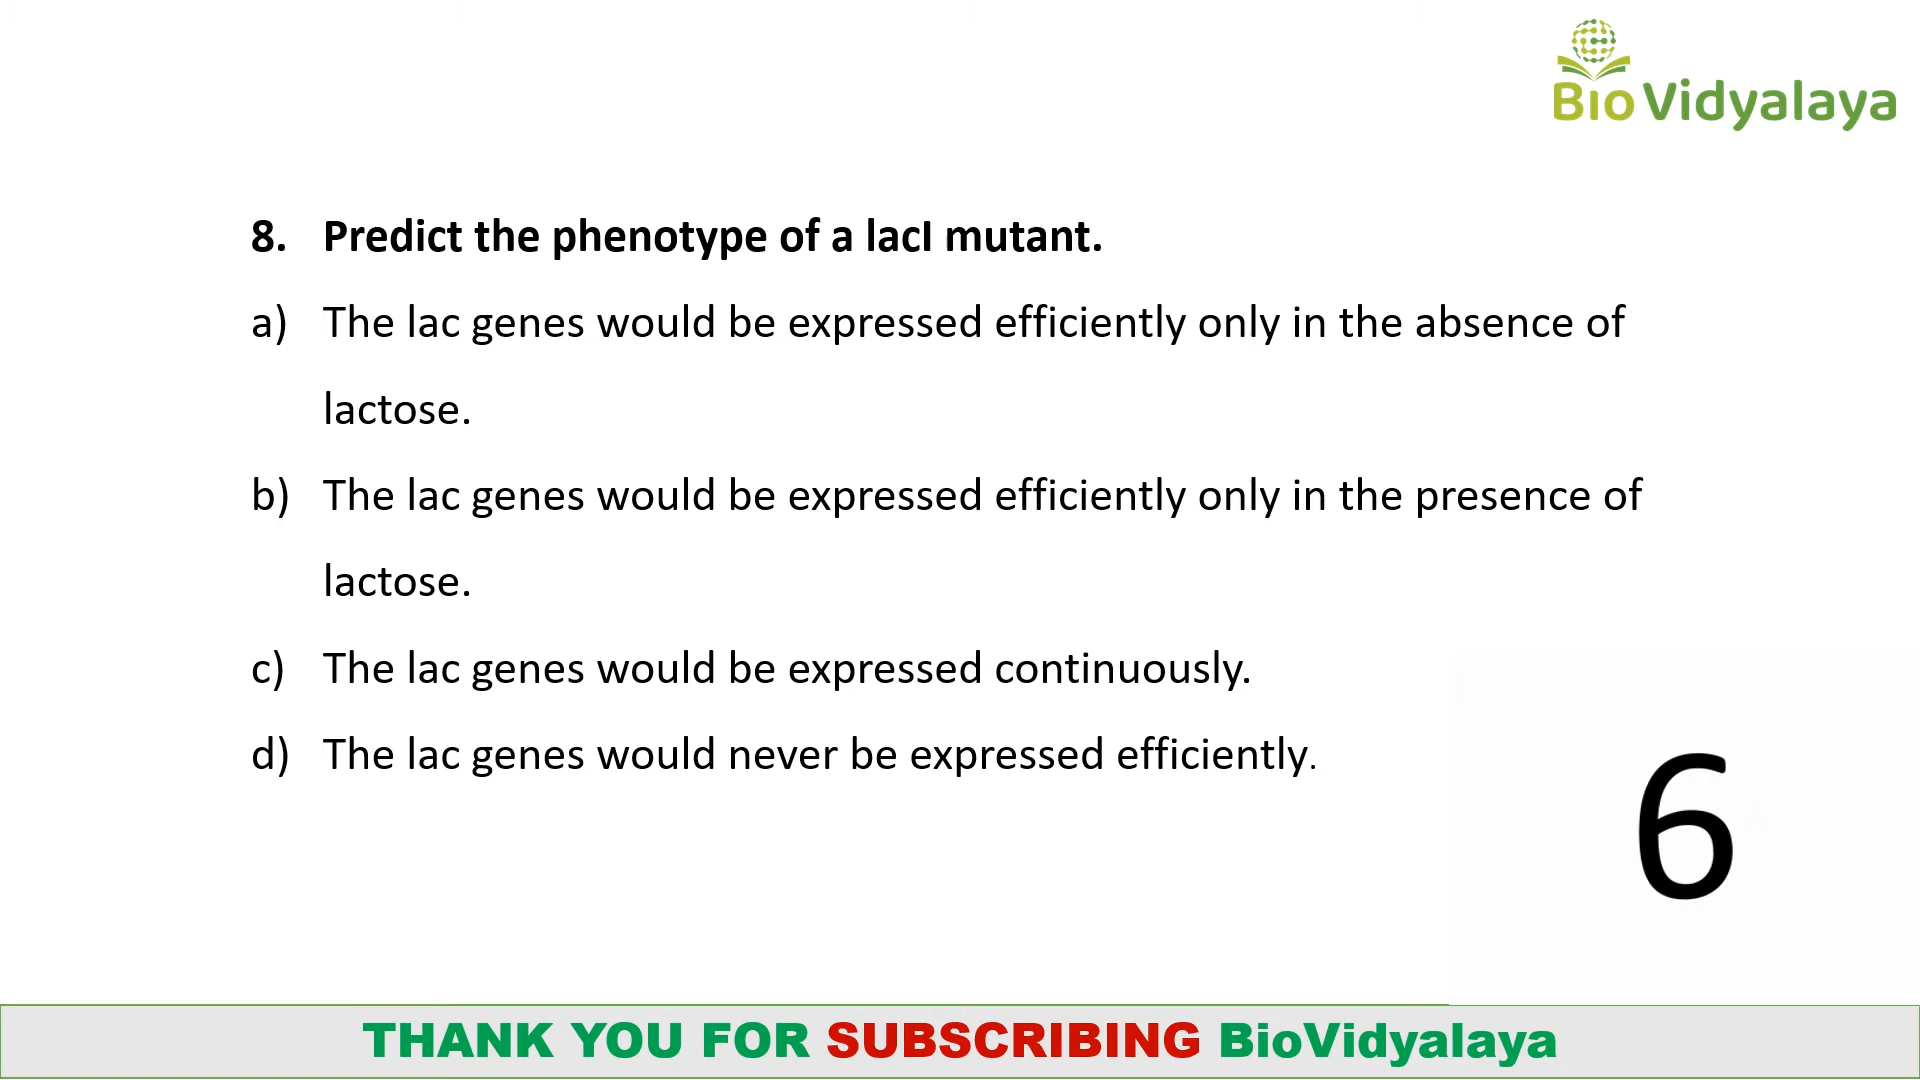 Bio Vidyalaya
8. Predict the phenotype of a lacI mutant.
a) The lac genes would be expressed efficiently only in the absence of
lactose.
b) The lac genes would be expressed efficiently only in the presence of
lactose.
c) The lac genes would be expressed continuously.
d) The lac genes would never be expressed efficiently.
6
THANK YOU FOR SUBSCRIBING BioVidyalaya